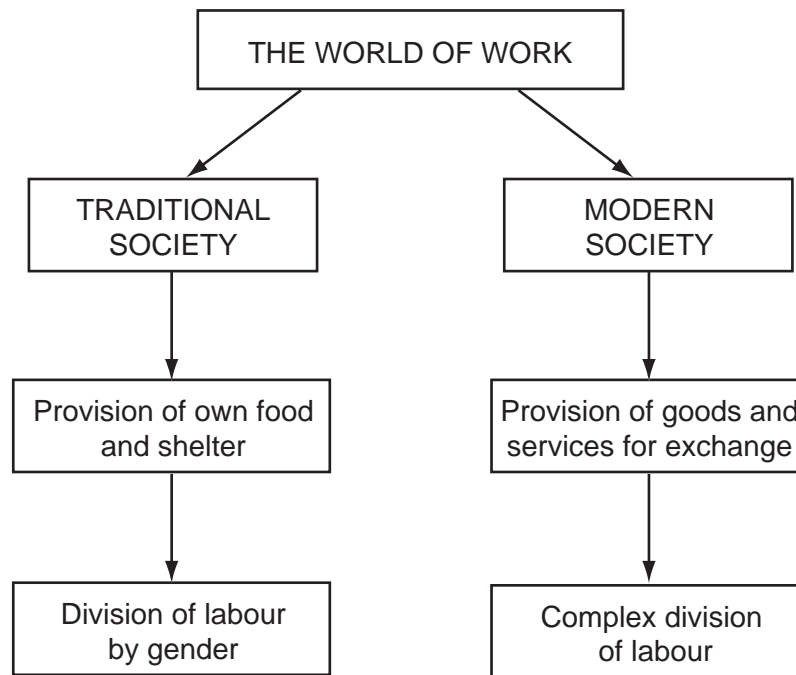 THE WORLD OF WORK
TRADITIONAL
SOCIETY
MODERN
SOCIETY
Provision of own food
and shelter
Provision of goods and
services for exchange
Division of labour
by gender
Complex division
of labour